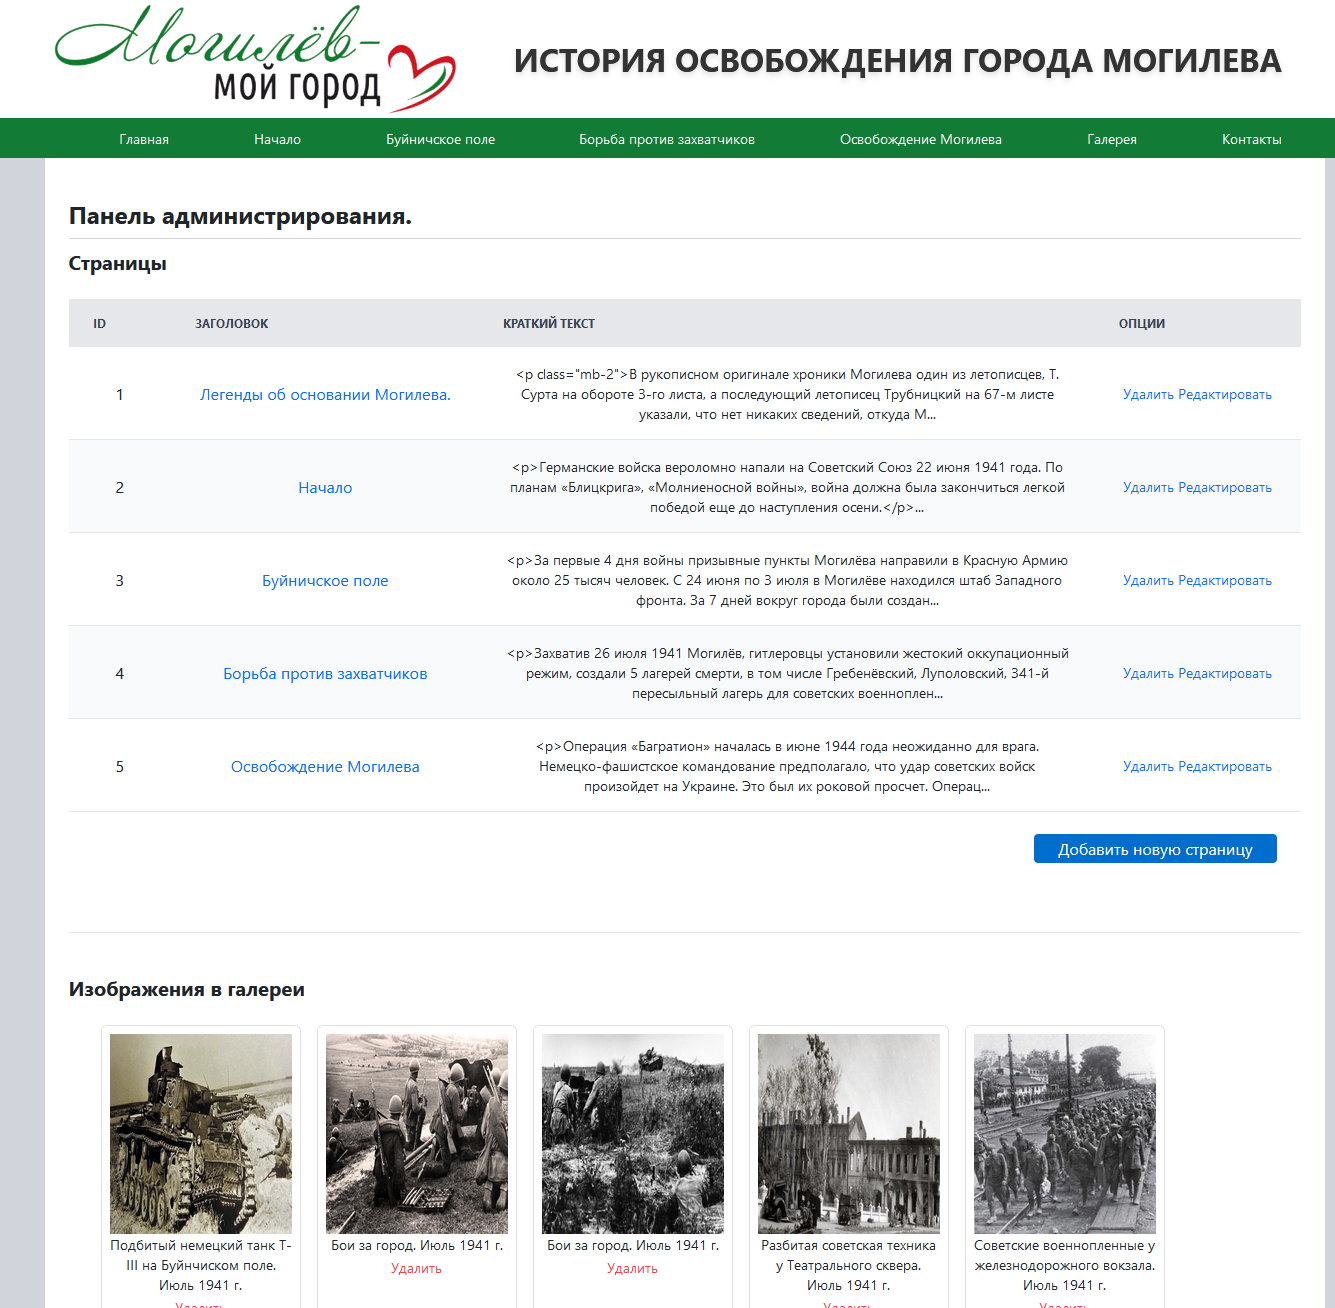 Могилёв-
мой город
ИСТОРИЯ ОСВОБОЖДЕНИЯ ГОРОДА МОГИЛЕВА
Главная Начало Буйничское поле Борьба против захватчиков Освобождение Могилева Галерея Контакты
Панель администрирования.
Страницы
ID ЗАГОЛОВОК КРАТКИЙ ТЕКСТ ОПЦИИ
<p class="mb-2">В рукописном оригинале хроники Могилева один из летописцев, Т.
1 Легенды об основании Могилева. Сурта на обороте 3-го листа, а последующий летописец Трубницкий на 67-м листе Удалить Редактировать
указали, что нет никаких сведений, откуда М...
<p>Германские войска вероломно напали на Советский Союз 22 июня 1941 года. По
2 Начало планам «Блицкрига», «Молниеносной войны», война должна была закончиться легкой Удалить Редактировать
победой еще до наступления осени.</p>...
<p>За первые 4 дня войны призывные пункты Могилёва направили в Красную Армию
3 Буйничское поле около 25 тысяч человек. С 24 июня по 3 июля в Могилёве находился штаб Западного Удалить Редактировать
фронта. За 7 дней вокруг города были создан...
<p>Захватив 26 июля 1941 Могилёв, гитлеровцы установили жестокий оккупационный
4 Борьба против захватчиков режим, создали 5 лагерей смерти, в том числе Гребенёвский, Луполовский, 341-й Удалить Редактировать
пересыльный лагерь для советских военноплен...
<p>Операция «Багратион» началась в июне 1944 года неожиданно для врага.
5 Освобождение Могилева Немецко-фашистское командование предполагало, что удар советских войск Удалить Редактировать
произойдет на Украине. Это был их роковой просчет. Операц...
Добавить новую страницу
Изображения в галереи
Подбитый немецкий танк Т-
III на Буйнчиском поле.
Июль 1941 г.
Удалить
Бои за город. Июль 1941 г.
Удалить
Бои за город. Июль 1941 г.
Удалить
Разбитая советская техника
у Театрального сквера.
Июль 1941 г.
Удалить
Советские военнопленные у
железнодорожного вокзала.
Июль 1941 г.
Удалить